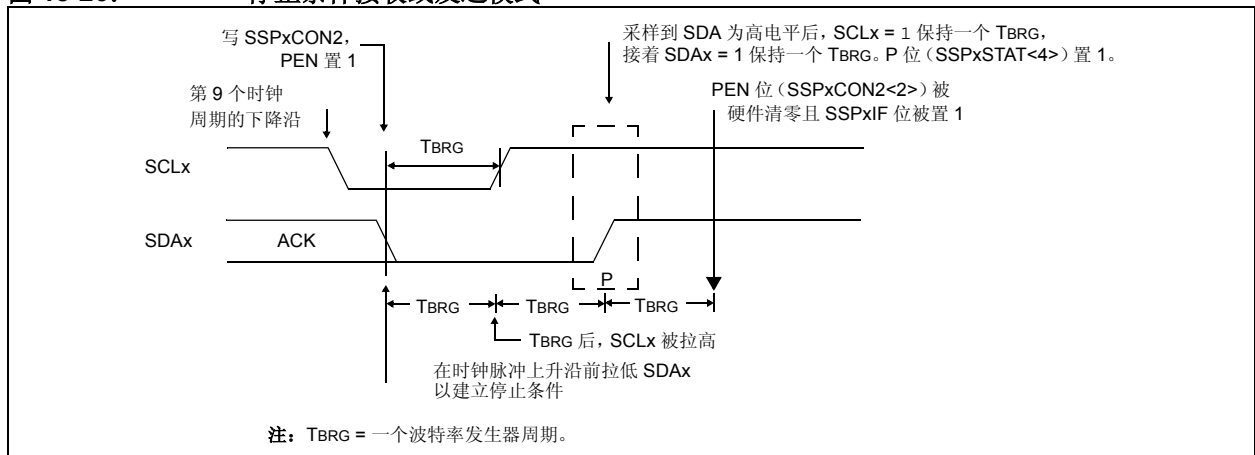 写 SSPxCON2,
PEN 置 1
采样到 SDA 为高电平后, SCLx = 1 保持一个 TBRG,
接着 SDAx = 1 保持一个 TBRG。P 位 (SSPxSTAT<4>) 置 1。
第 9 个时钟
周期的下降沿
PEN 位 (SSPxCON2<2>) 被
硬件清零且 SSPxIF 位被置 1
TBRG
SCLx
SDAx
ACK
P
TBRG
TBRG
TBRG
TBRG 后, SCLx 被拉高
在时钟脉冲上升沿前拉低 SDAx
以建立停止条件
注: TBRG = 一个波特率发生器周期。